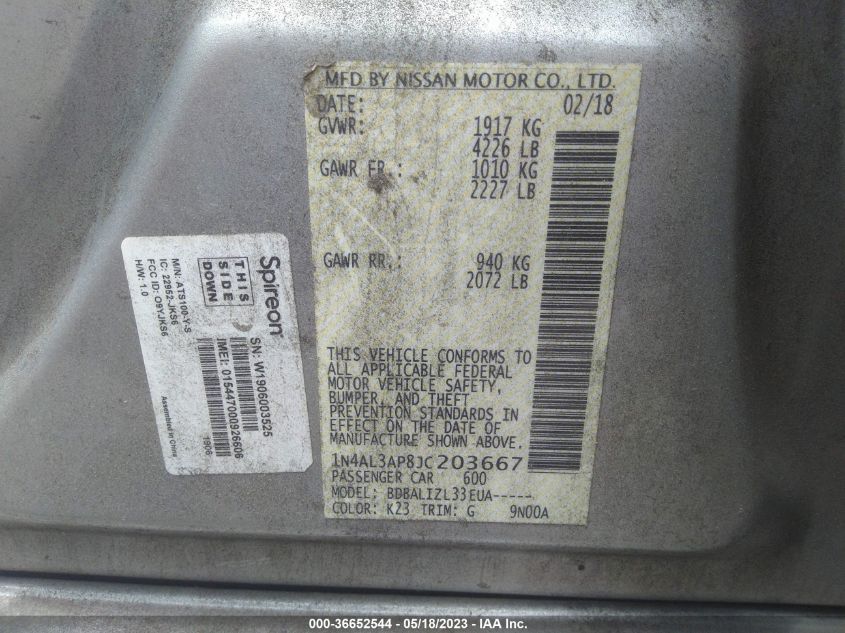 MFD BY NISSAN MOTOR CO., LTD.
DATE: 02/18
GVWR: 1917 KG
4226 LB
GAWR FR.: 1010 KG
2227 LB
GAWR RR.: 940 KG
2072 LB
THIS VEHICLE CONFORMS TO
ALL APPLICABLE FEDERAL
MOTOR VEHICLE SAFETY,
BUMPER, AND THEFT
PREVENTION STANDARDS IN
EFFECT ON THE DATE OF
MANUFACTURE SHOWN ABOVE.
1N4AL3AP8JC203667
PASSENGER CAR 600
MODEL: BDBALIZL33EUA-----
COLOR: K23 TRIM: G 9N00A
Spireon
THIS
SIDE
DOWN
M/N: ATS100-Y-S
IC: 22952-JKS6
FCC ID: O9YJKS6
H/W: 1.0
SN: W1906003525
IMEI: 015447000926606
1906
Assembled in China
000-36652544 - 05/18/2023 - IAA Inc.